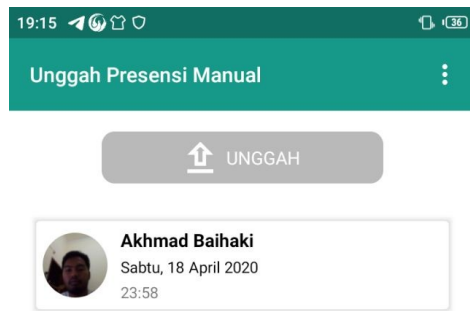 19:15
36
Unggah Presensi Manual
UNGGAH
Akhmad Baihaki
Sabtu, 18 April 2020
23:58